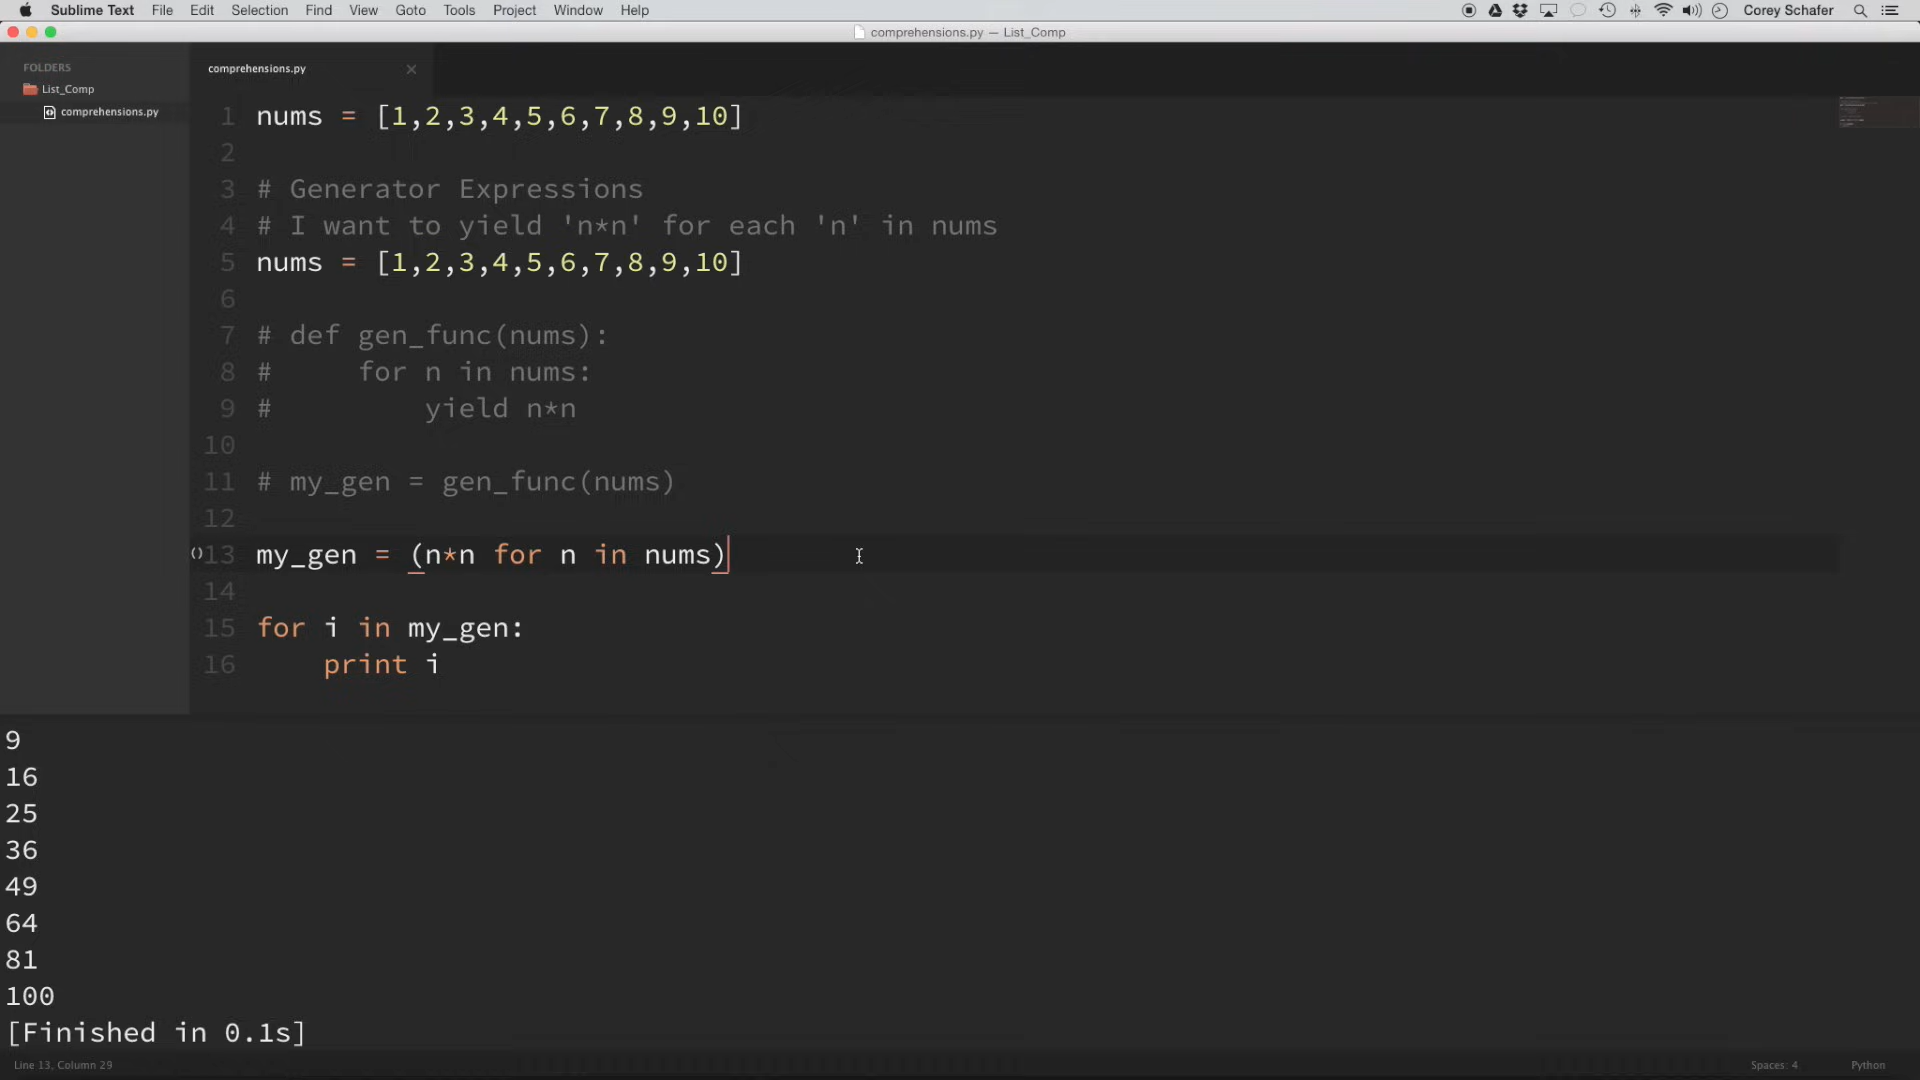 Sublime Text File Edit Selection Find View Goto Tools Project Window Help Corey Schafer
comprehensions.py — List_Comp
FOLDERS
List_Comp
comprehensions.py
comprehensions.py
1 nums = [1,2,3,4,5,6,7,8,9,10]
2
3 # Generator Expressions
4 # I want to yield 'n*n' for each 'n' in nums
5 nums = [1,2,3,4,5,6,7,8,9,10]
6
7 # def gen_func(nums):
8 #     for n in nums:
9 #         yield n*n
10
11 # my_gen = gen_func(nums)
12
()13 my_gen = (n*n for n in nums)
14
15 for i in my_gen:
16     print i
9
16
25
36
49
64
81
100
[Finished in 0.1s]
Line 13, Column 29 Spaces: 4 Python